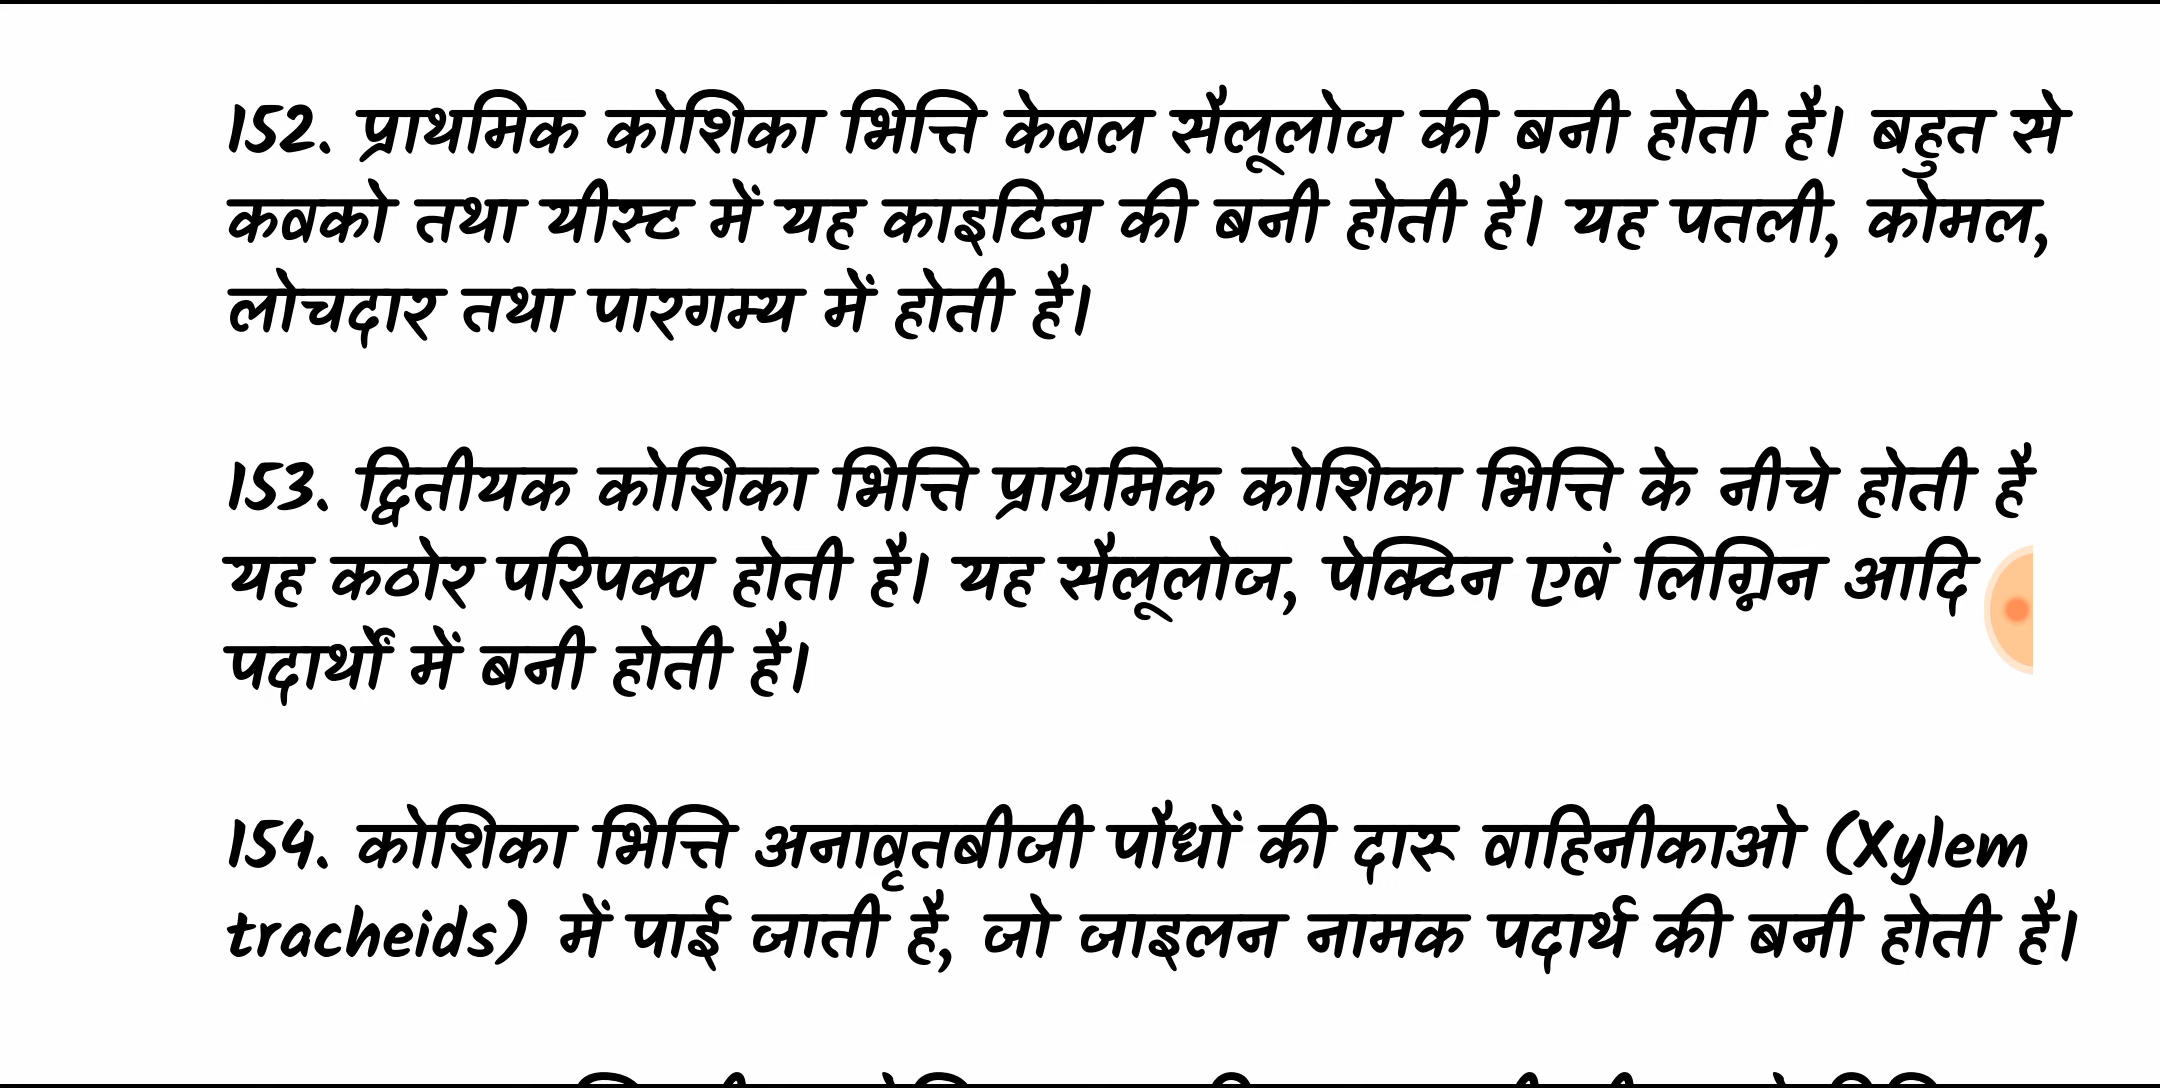 152. प्राथमिक कोशिका भित्ति केवल सैलूलोज की बनी होती है। बहुत से
कवको तथा यीस्ट में यह काइटिन की बनी होती है। यह पतली, कोमल,
लोचदार तथा पारगम्य में होती है।
153. द्वितीयक कोशिका भित्ति प्राथमिक कोशिका भित्ति के नीचे होती है
यह कठोर परिपक्व होती है। यह सैलूलोज, पेक्टिन एवं लिग्निन आदि
पदार्थों में बनी होती है।
154. कोशिका भित्ति अनावृतबीजी पौधों की दारू वाहिनीकाओ (Xylem
tracheids) में पाई जाती है, जो जाइलन नामक पदार्थ की बनी होती है।